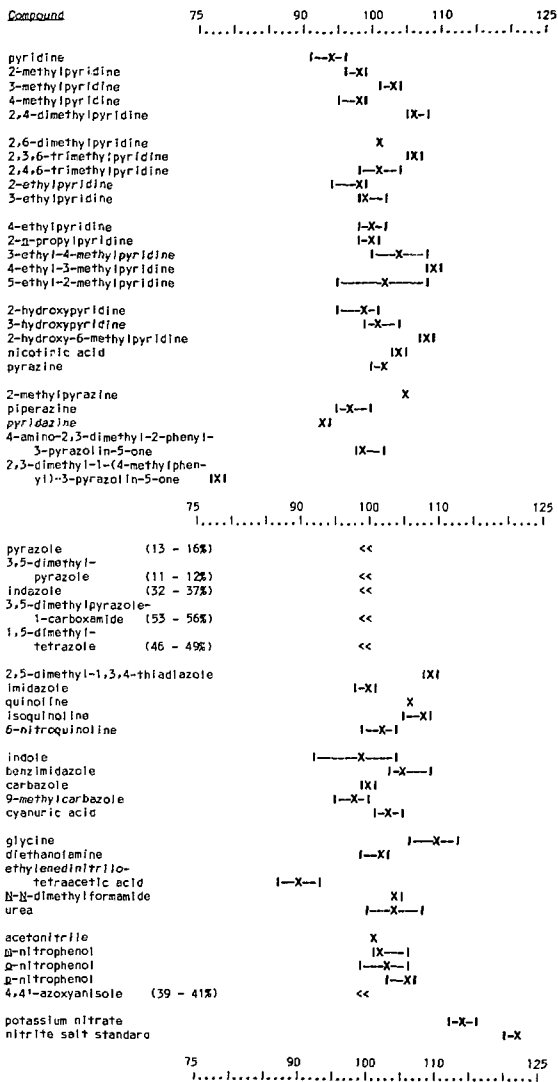 Compound 75 90 100 110 125
pyridine
2-methylpyridine
3-methylpyridine
4-methylpyridine
2,4-dimethylpyridine
2,6-dimethylpyridine
2,3,6-trimethylpyridine
2,4,6-trimethylpyridine
2-ethylpyridine
3-ethylpyridine
4-ethylpyridine
2-n-propylpyridine
3-ethyl-4-methylpyridine
4-ethyl-3-methylpyridine
5-ethyl-2-methylpyridine
2-hydroxypyridine
3-hydroxypyridine
2-hydroxy-6-methylpyridine
nicotinic acid
pyrazine
2-methylpyrazine
piperazine
pyridazine
4-amino-2,3-dimethyl-2-phenyl-
3-pyrazolin-5-one
2,3-dimethyl-1-(4-methylphen-
yl)-3-pyrazolin-5-one
75 90 100 110 125
pyrazole (13 - 16%) <<
3,5-dimethyl-
pyrazole (11 - 12%) <<
indazole (32 - 37%) <<
3,5-dimethylpyrazole-
1-carboxamide (53 - 56%) <<
1,5-dimethyl-
tetrazole (46 - 49%) <<
2,5-dimethyl-1,3,4-thiadiazole
imidazole
quinoline
isoquinoline
6-nitroquinoline
indole
benzimidazole
carbazole
9-methylcarbazole
cyanuric acid
glycine
diethanolamine
ethylenedinitrilo-
tetraacetic acid
N-N-dimethylformamide
urea
acetonitrile
m-nitrophenol
o-nitrophenol
p-nitrophenol
4,4'-azoxyanisole (39 - 41%) <<
potassium nitrate
nitrite salt standard
75 90 100 110 125